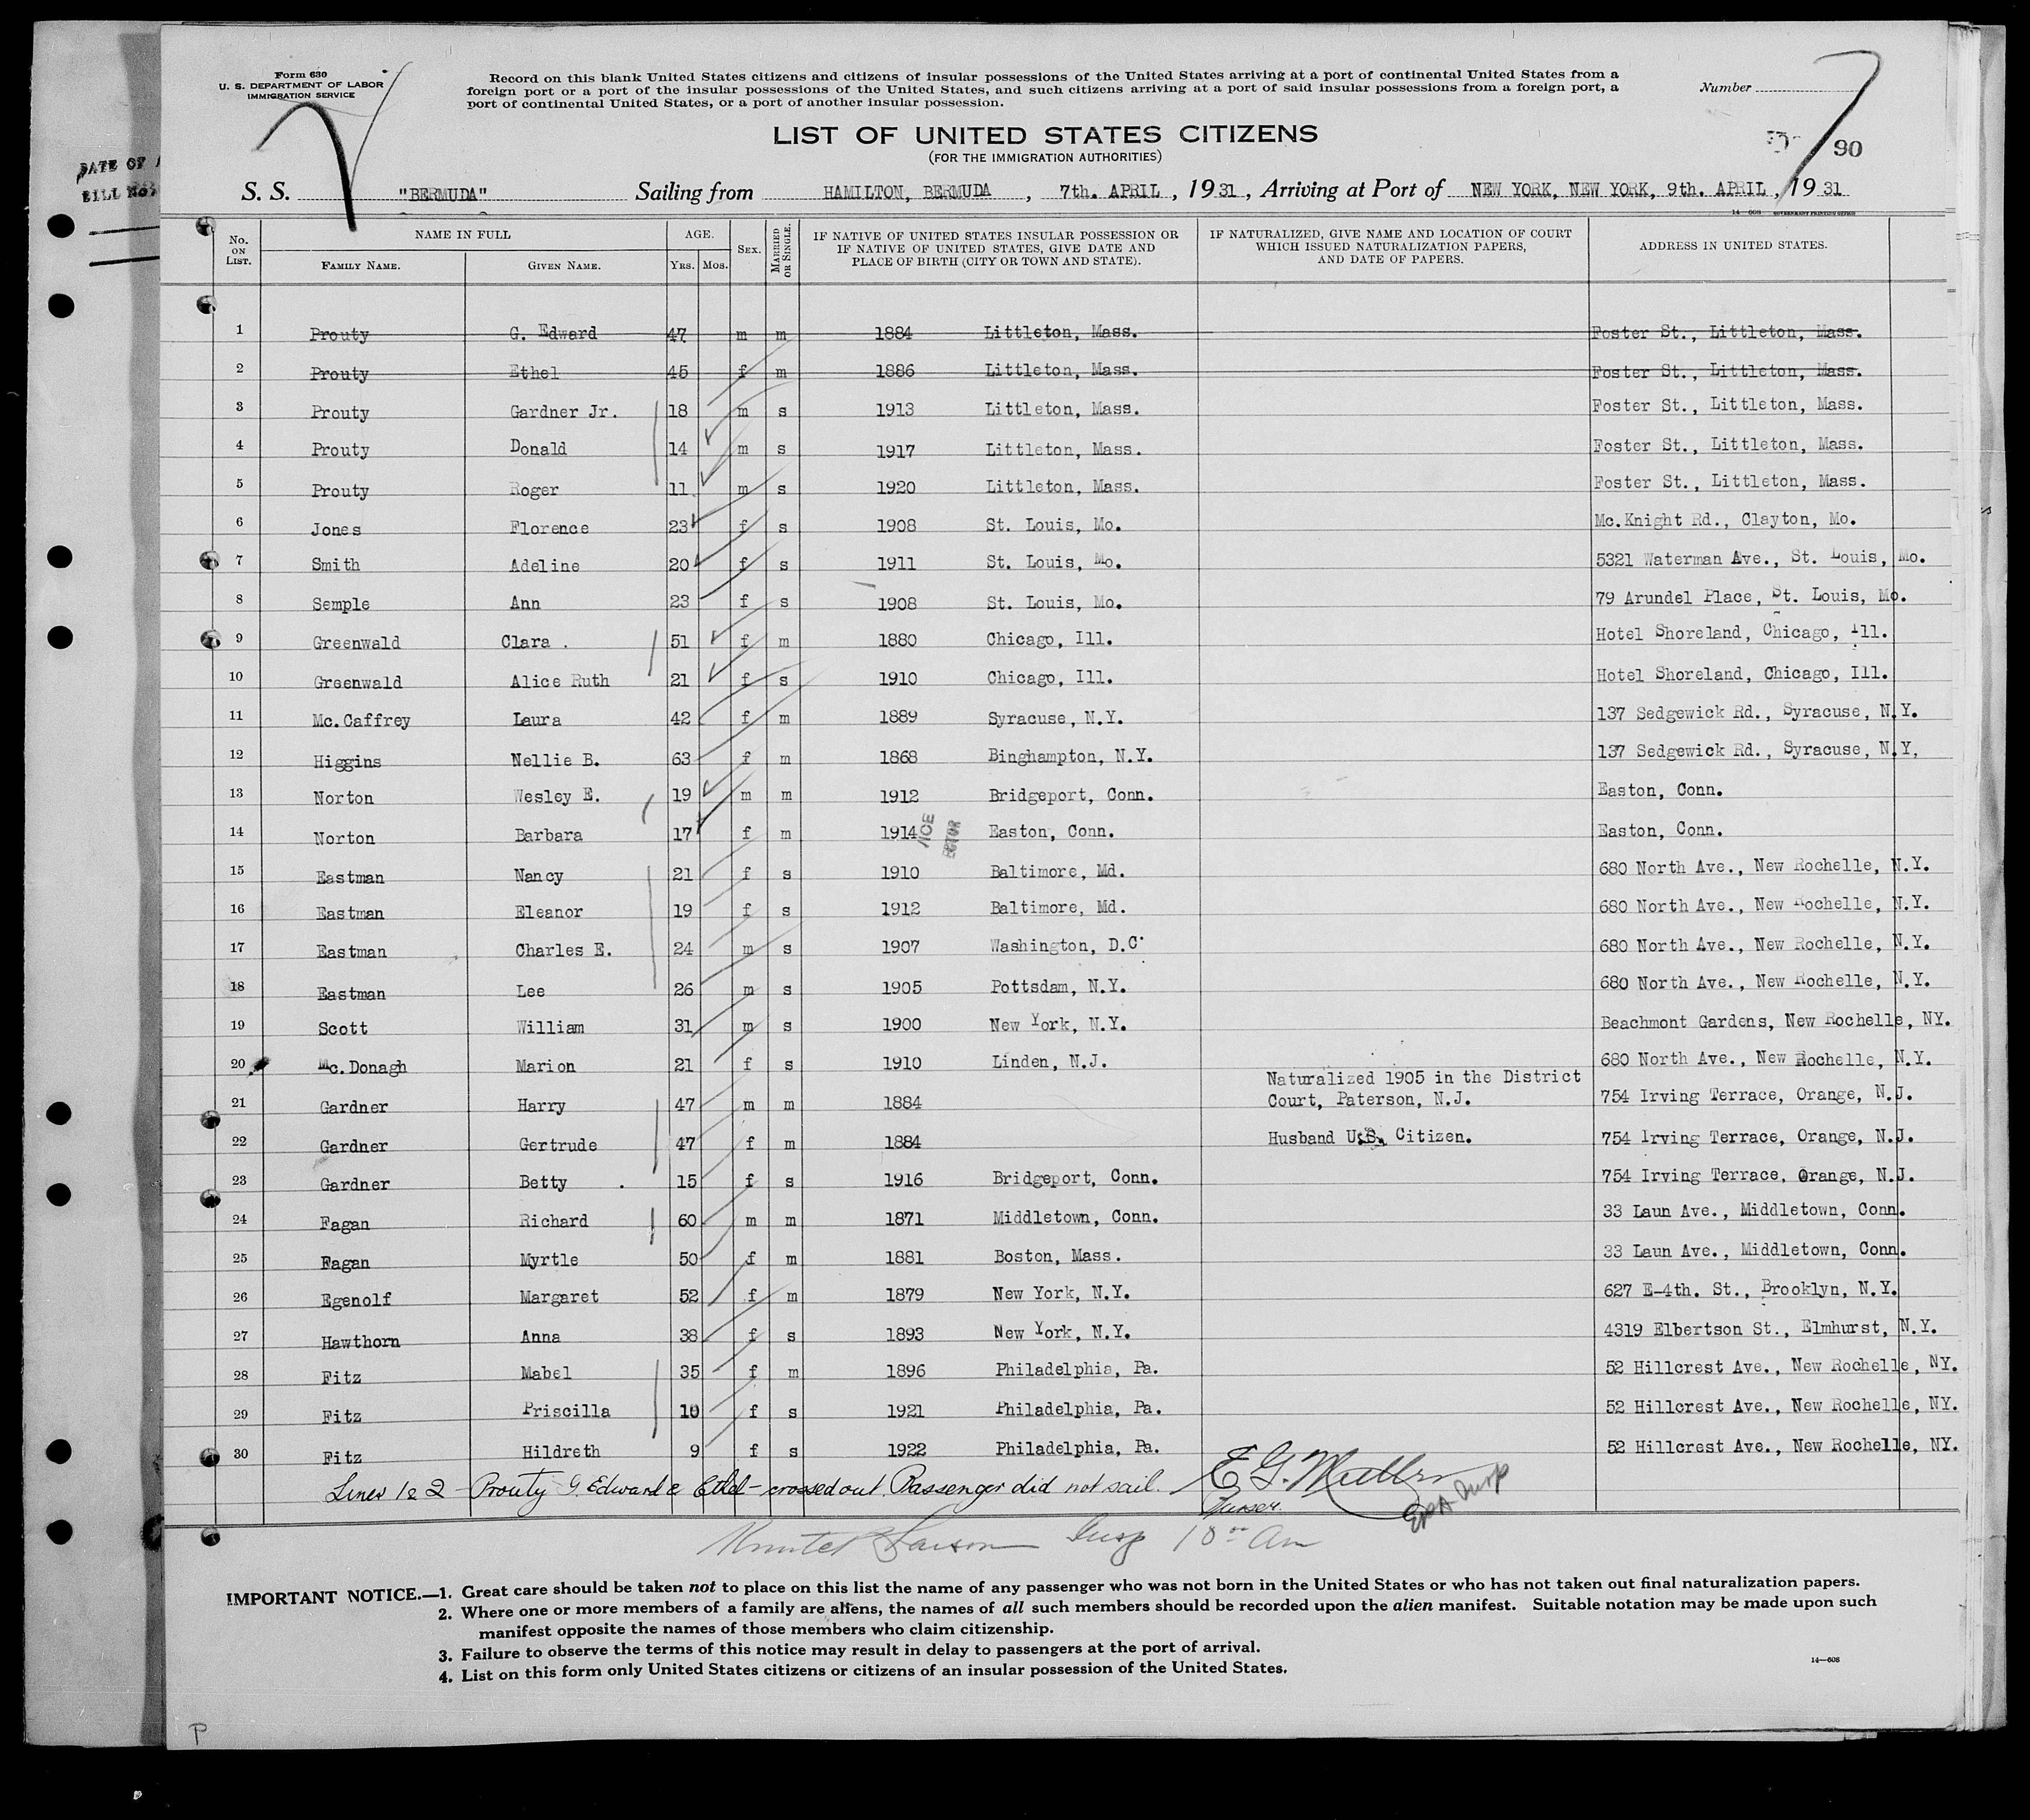 Form 630
U. S. DEPARTMENT OF LABOR
IMMIGRATION SERVICE
Record on this blank United States citizens and citizens of insular possessions of the United States arriving at a port of continental United States from a
foreign port or a port of the insular possessions of the United States, and such citizens arriving at a port of said insular possessions from a foreign port, a
port of continental United States, or a port of another insular possession.
Number
LIST OF UNITED STATES CITIZENS
(FOR THE IMMIGRATION AUTHORITIES)
90
DATE OF
BILL No.
S. S. "BERMUDA" Sailing from HAMILTON, BERMUDA, 7th. APRIL, 1931, Arriving at Port of NEW YORK, NEW YORK, 9th. APRIL, 1931
14—608 GOVERNMENT PRINTING OFFICE
No. ON LIST. NAME IN FULL AGE. SEX. MARRIED OR SINGLE. IF NATIVE OF UNITED STATES INSULAR POSSESSION OR IF NATIVE OF UNITED STATES, GIVE DATE AND PLACE OF BIRTH (CITY OR TOWN AND STATE). IF NATURALIZED, GIVE NAME AND LOCATION OF COURT WHICH ISSUED NATURALIZATION PAPERS, AND DATE OF PAPERS. ADDRESS IN UNITED STATES.
FAMILY NAME. GIVEN NAME. YRS. MOS.
1 Prouty G. Edward 47 m m 1884 Littleton, Mass. Foster St., Littleton, Mass.
2 Prouty Ethel 45 f m 1886 Littleton, Mass. Foster St., Littleton, Mass.
3 Prouty Gardner Jr. 18 m s 1913 Littleton, Mass. Foster St., Littleton, Mass.
4 Prouty Donald 14 m s 1917 Littleton, Mass. Foster St., Littleton, Mass.
5 Prouty Roger 11 m s 1920 Littleton, Mass. Foster St., Littleton, Mass.
6 Jones Florence 23 f s 1908 St. Louis, Mo. Mc.Knight Rd., Clayton, Mo.
7 Smith Adeline 20 f s 1911 St. Louis, Mo. 5321 Waterman Ave., St. Louis, Mo.
8 Semple Ann 23 f s 1908 St. Louis, Mo. 79 Arundel Place, St. Louis, Mo.
9 Greenwald Clara . 51 f m 1880 Chicago, Ill. Hotel Shoreland, Chicago, Ill.
10 Greenwald Alice Ruth 21 f s 1910 Chicago, Ill. Hotel Shoreland, Chicago, Ill.
11 Mc.Caffrey Laura 42 f m 1889 Syracuse, N.Y. 137 Sedgewick Rd., Syracuse, N.Y.
12 Higgins Nellie B. 63 f m 1868 Binghampton, N.Y. 137 Sedgewick Rd., Syracuse, N.Y,
13 Norton Wesley E. 19 m m 1912 Bridgeport, Conn. Easton, Conn.
14 Norton Barbara 17 f m 1914 Easton, Conn. Easton, Conn.
15 Eastman Nancy 21 f s 1910 Baltimore, Md. 680 North Ave., New Rochelle, N.Y.
16 Eastman Eleanor 19 f s 1912 Baltimore, Md. 680 North Ave., New Rochelle, N.Y.
17 Eastman Charles E. 24 m s 1907 Washington, D.C. 680 North Ave., New Rochelle, N.Y.
18 Eastman Lee 26 m s 1905 Pottsdam, N.Y. 680 North Ave., New Rochelle, N.Y.
19 Scott William 31 m s 1900 New York, N.Y. Beachmont Gardens, New Rochelle, NY.
20 Mc.Donagh Marion 21 f s 1910 Linden, N.J. 680 North Ave., New Rochelle, N.Y.
21 Gardner Harry 47 m m 1884 Naturalized 1905 in the District Court, Paterson, N.J. 754 Irving Terrace, Orange, N.J.
22 Gardner Gertrude 47 f m 1884 Husband U.S. Citizen. 754 Irving Terrace, Orange, N.J.
23 Gardner Betty . 15 f s 1916 Bridgeport, Conn. 754 Irving Terrace, Orange, N.J.
24 Fagan Richard 60 m m 1871 Middletown, Conn. 33 Laun Ave., Middletown, Conn.
25 Fagan Myrtle 50 f m 1881 Boston, Mass. 33 Laun Ave., Middletown, Conn.
26 Egenolf Margaret 52 f m 1879 New York, N.Y. 627 E-4th. St., Brooklyn, N.Y.
27 Hawthorn Anna 38 f s 1893 New York, N.Y. 4319 Elbertson St., Elmhurst, N.Y.
28 Fitz Mabel 35 f m 1896 Philadelphia, Pa. 52 Hillcrest Ave., New Rochelle, NY.
29 Fitz Priscilla 10 f s 1921 Philadelphia, Pa. 52 Hillcrest Ave., New Rochelle, NY.
30 Fitz Hildreth 9 f s 1922 Philadelphia, Pa. 52 Hillcrest Ave., New Rochelle, NY.
Lines 1 & 2 - Prouty G. Edward & Ethel - crossed out. Passenger did not sail.
Purser.
Insp 10 00 Am
IMPORTANT NOTICE.—1. Great care should be taken not to place on this list the name of any passenger who was not born in the United States or who has not taken out final naturalization papers.
2. Where one or more members of a family are aliens, the names of all such members should be recorded upon the alien manifest. Suitable notation may be made upon such
manifest opposite the names of those members who claim citizenship.
3. Failure to observe the terms of this notice may result in delay to passengers at the port of arrival.
4. List on this form only United States citizens or citizens of an insular possession of the United States.
14—608
P